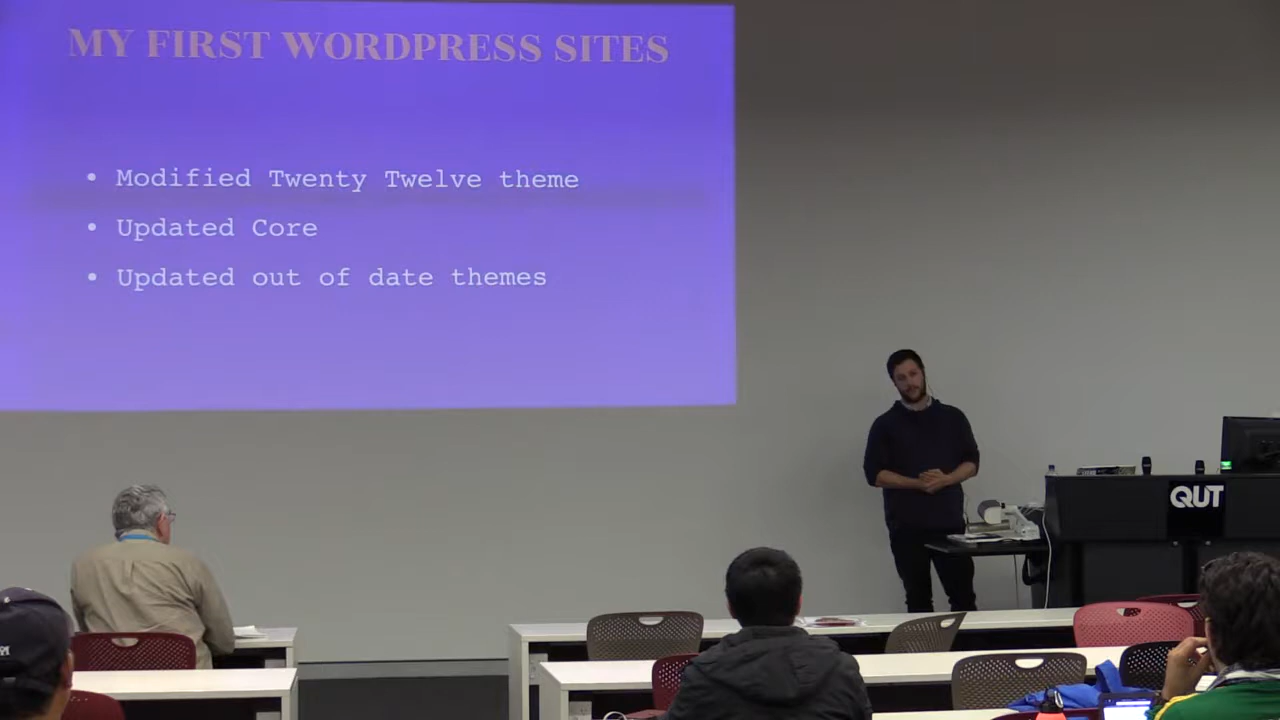 MY FIRST WORDPRESS SITES
• Modified Twenty Twelve theme
• Updated Core
• Updated out of date themes
QUT